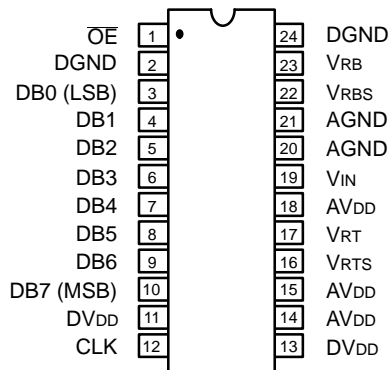 O̅E̅ 1 24 DGND
DGND 2 23 VRB
DB0 (LSB) 3 22 VRBS
DB1 4 21 AGND
DB2 5 20 AGND
DB3 6 19 VIN
DB4 7 18 AVDD
DB5 8 17 VRT
DB6 9 16 VRTS
DB7 (MSB) 10 15 AVDD
DVDD 11 14 AVDD
CLK 12 13 DVDD